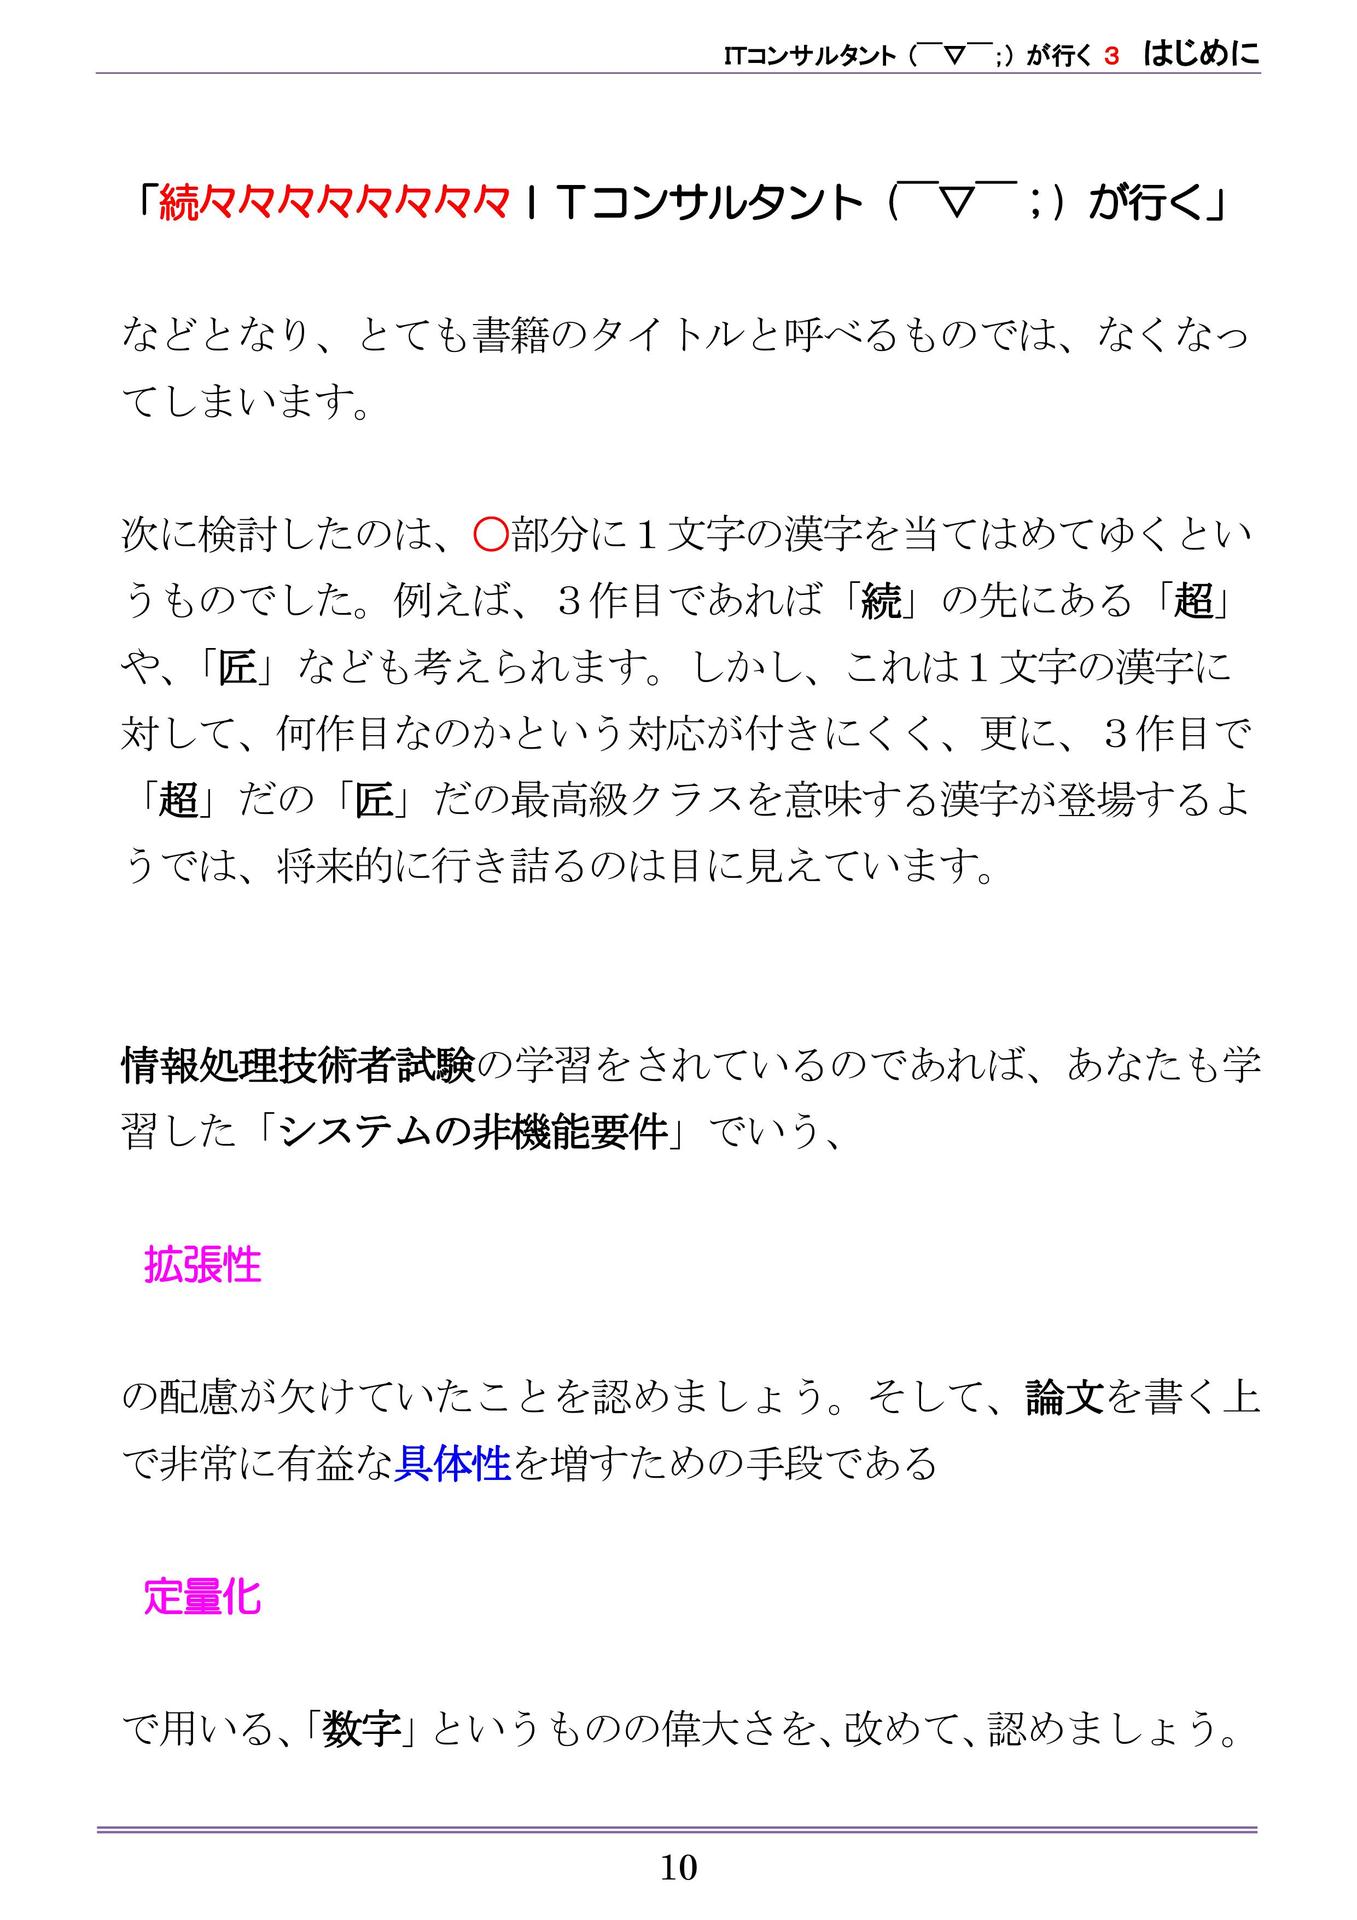 ITコンサルタント（￣▽￣;）が行く 3　はじめに
「続々々々々々々々々ＩＴコンサルタント（￣▽￣；）が行く」
などとなり、とても書籍のタイトルと呼べるものでは、なくなっ
てしまいます。
次に検討したのは、〇部分に１文字の漢字を当てはめてゆくとい
うものでした。例えば、３作目であれば「続」の先にある「超」
や、「匠」なども考えられます。しかし、これは１文字の漢字に
対して、何作目なのかという対応が付きにくく、更に、３作目で
「超」だの「匠」だの最高級クラスを意味する漢字が登場するよ
うでは、将来的に行き詰るのは目に見えています。
情報処理技術者試験の学習をされているのであれば、あなたも学
習した「システムの非機能要件」でいう、
拡張性
の配慮が欠けていたことを認めましょう。そして、論文を書く上
で非常に有益な具体性を増すための手段である
定量化
で用いる、「数字」というものの偉大さを、改めて、認めましょう。
10